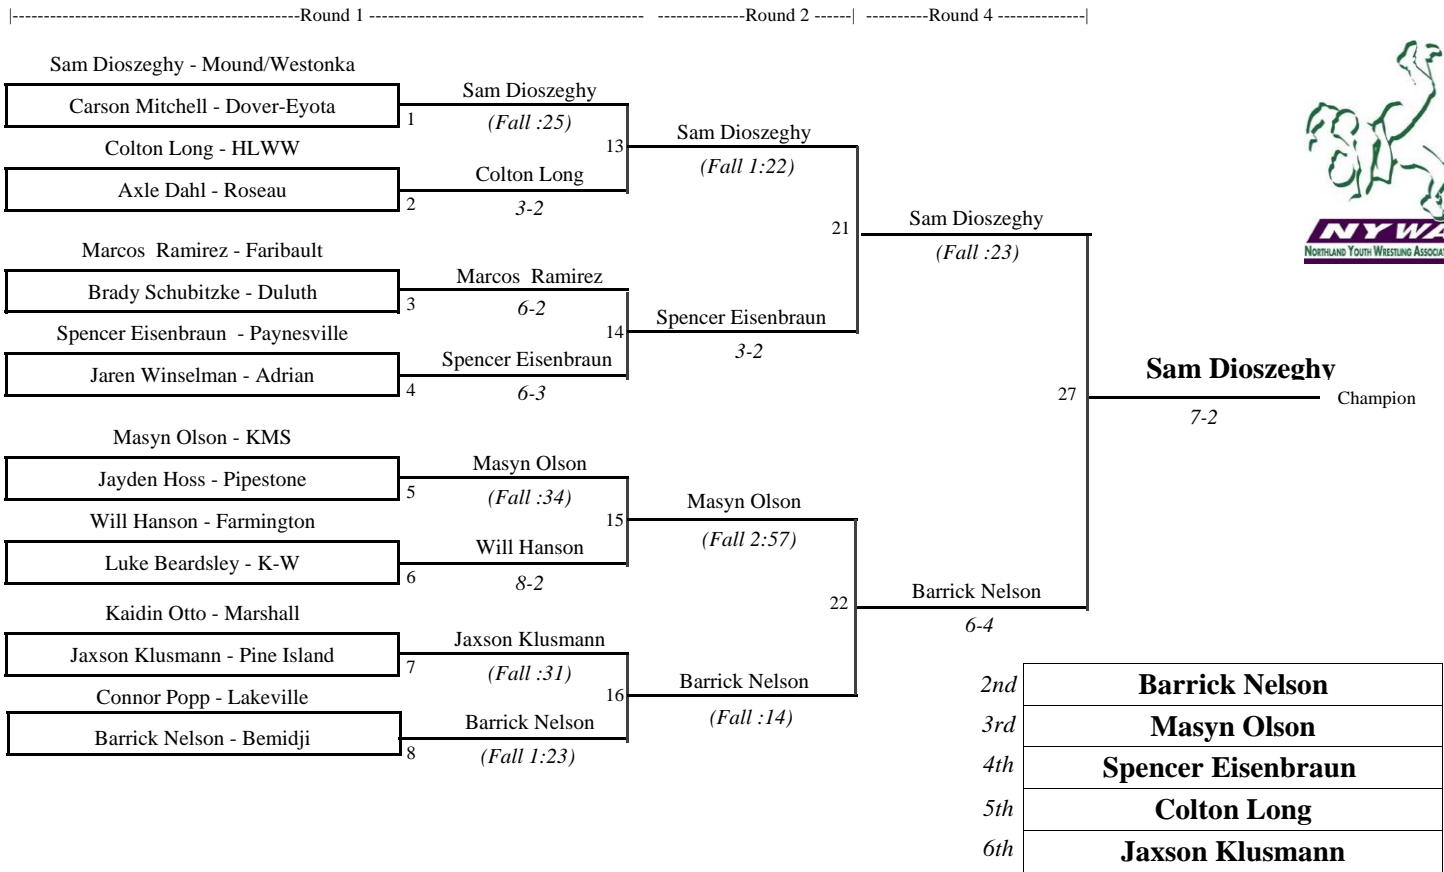 |----------------------------------------------Round 1 -------------------------------------------- --------------Round 2 ------| ----------Round 4 --------------|
Sam Dioszeghy - Mound/Westonka
Carson Mitchell - Dover-Eyota
1
Sam Dioszeghy
(Fall :25)
Colton Long - HLWW
Axle Dahl - Roseau
2
Colton Long
3-2
13
Sam Dioszeghy
(Fall 1:22)
Marcos  Ramirez - Faribault
Brady Schubitzke - Duluth
3
Marcos  Ramirez
6-2
Spencer Eisenbraun  - Paynesville
Jaren Winselman - Adrian
4
Spencer Eisenbraun
6-3
14
Spencer Eisenbraun
3-2
21
Sam Dioszeghy
(Fall :23)
Masyn Olson - KMS
Jayden Hoss - Pipestone
5
Masyn Olson
(Fall :34)
Will Hanson - Farmington
Luke Beardsley - K-W
6
Will Hanson
8-2
15
Masyn Olson
(Fall 2:57)
Kaidin Otto - Marshall
Jaxson Klusmann - Pine Island
7
Jaxson Klusmann
(Fall :31)
Connor Popp - Lakeville
Barrick Nelson - Bemidji
8
Barrick Nelson
(Fall 1:23)
16
Barrick Nelson
(Fall :14)
22
Barrick Nelson
6-4
27
Sam Dioszeghy
Champion
7-2
NYWA
NORTHLAND YOUTH WRESTLING ASSOCIAT
2nd Barrick Nelson
3rd Masyn Olson
4th Spencer Eisenbraun
5th Colton Long
6th Jaxson Klusmann